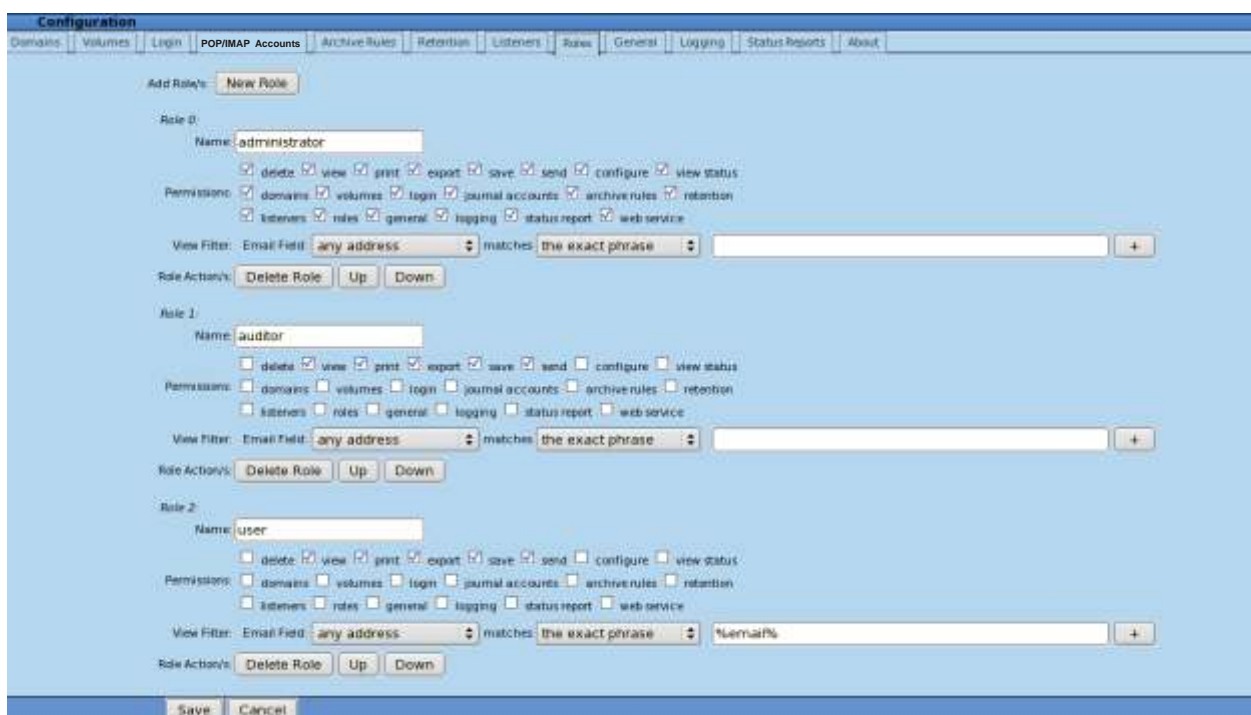 Configuration
Domains Volumes Login POP/IMAP Accounts Archive Rules Retention Listeners Roles General Logging Status Reports About
Add Role/s: New Role
Role 0:
Name: administrator
delete view print export save send configure view status
Permissions: domains volumes login journal accounts archive rules retention
listeners roles general logging status report web service
View Filter: Email Field: any address matches the exact phrase +
Role Action/s: Delete Role Up Down
Role 1:
Name: auditor
delete view print export save send configure view status
Permissions: domains volumes login journal accounts archive rules retention
listeners roles general logging status report web service
View Filter: Email Field: any address matches the exact phrase +
Role Action/s: Delete Role Up Down
Role 2:
Name: user
delete view print export save send configure view status
Permissions: domains volumes login journal accounts archive rules retention
listeners roles general logging status report web service
View Filter: Email Field: any address matches the exact phrase %email% +
Role Action/s: Delete Role Up Down
Save Cancel